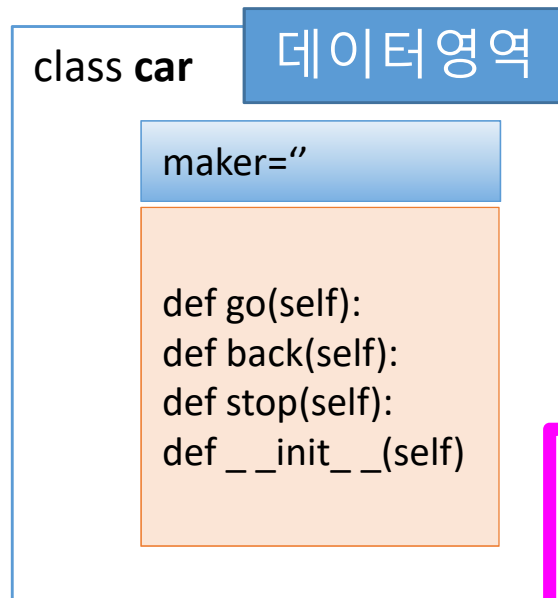 class car
데이터영역
maker=‘’
def go(self):
def back(self):
def stop(self):
def _ _init_ _(self)